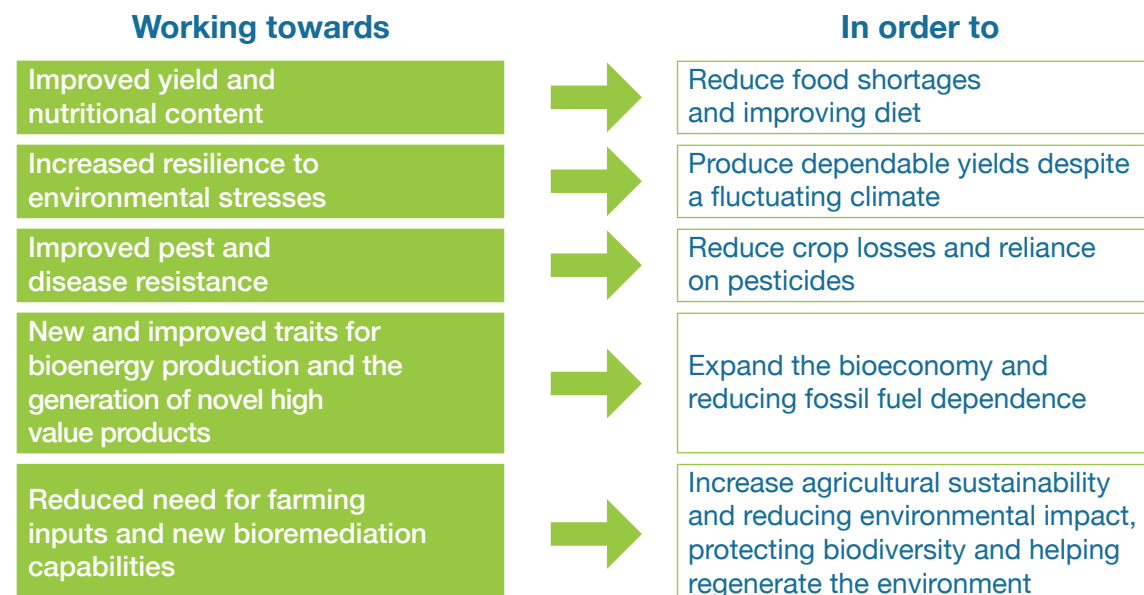 Working towards
In order to
Improved yield and
nutritional content
Reduce food shortages
and improving diet
Increased resilience to
environmental stresses
Produce dependable yields despite
a fluctuating climate
Improved pest and
disease resistance
Reduce crop losses and reliance
on pesticides
New and improved traits for
bioenergy production and the
generation of novel high
value products
Expand the bioeconomy and
reducing fossil fuel dependence
Reduced need for farming
inputs and new bioremediation
capabilities
Increase agricultural sustainability
and reducing environmental impact,
protecting biodiversity and helping
regenerate the environment